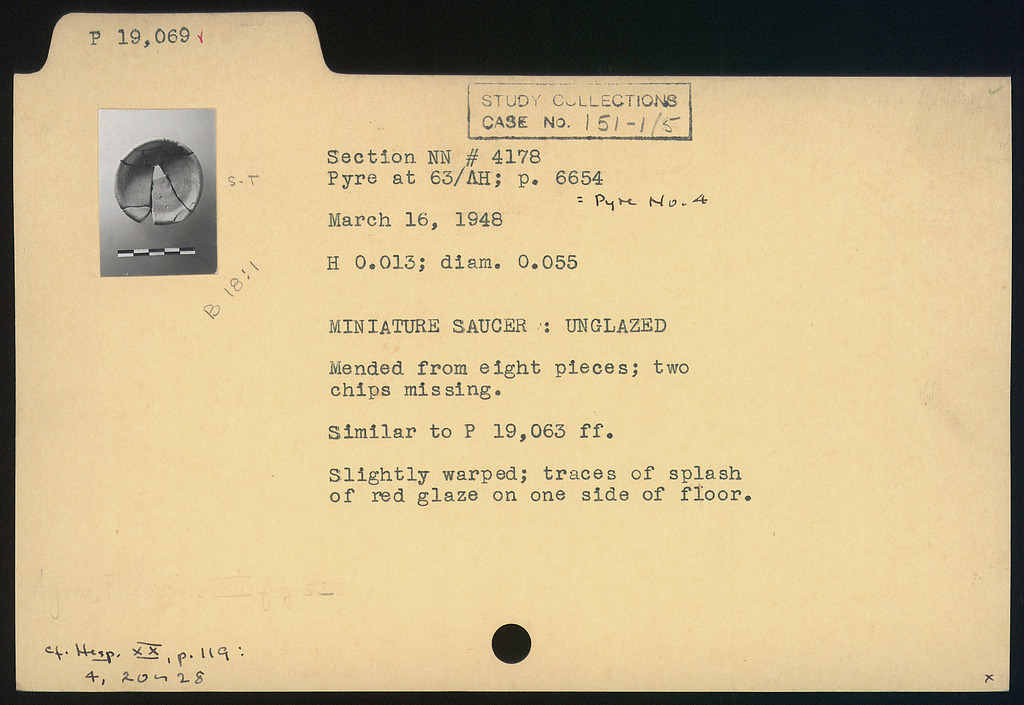 P 19,069
STUDY COLLECTIONS
CASE No. 151-1/5
Section NN # 4178
Pyre at 63/ΛH; p. 6654
= Pyre No. 4
March 16, 1948
S-T
H 0.013; diam. 0.055
B 18:1
MINIATURE SAUCER : UNGLAZED
Mended from eight pieces; two
chips missing.
Similar to P 19,063 ff.
Slightly warped; traces of splash
of red glaze on one side of floor.
cf. Hesp. XX, p. 119:
4, 20 28
x